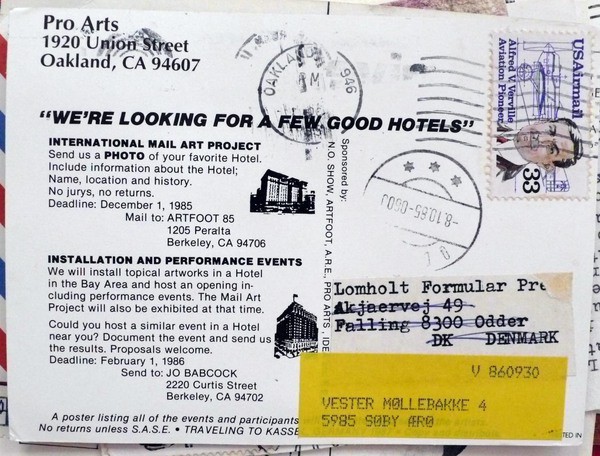 Pro Arts
1920 Union Street
Oakland, CA 94607
OAKLAND
946
AM
USAirmail
Alfred V. Verville
Aviation Pioneer
33
"WE'RE LOOKING FOR A FEW GOOD HOTELS"
INTERNATIONAL MAIL ART PROJECT
Send us a PHOTO of your favorite Hotel.
Include information about the Hotel;
Name, location and history.
No jurys, no returns.
Deadline: December 1, 1985
Mail to: ARTFOOT 85
1205 Peralta
Berkeley, CA 94706
INSTALLATION AND PERFORMANCE EVENTS
We will install topical artworks in a Hotel
in the Bay Area and host an opening in-
cluding performance events. The Mail Art
Project will also be exhibited at that time.
Could you host a similar event in a Hotel
near you? Document the event and send us
the results. Proposals welcome.
Deadline: February 1, 1986
Send to: JO BABCOCK
2220 Curtis Street
Berkeley, CA 94702
A poster listing all of the events and participants
No returns unless S.A.S.E. • TRAVELING TO KASSE
Sponsored by:
N.O. SHOW, ARTFOOT, A.R.E., PRO ARTS, IDE
-8.10.85-
Lomholt Formular Pre
Akjaervej 49
Falling 8300 Odder
DK DENMARK
V 860930
VESTER MØLLEBAKKE 4
5985 SØBY ÆRØ
TED IN